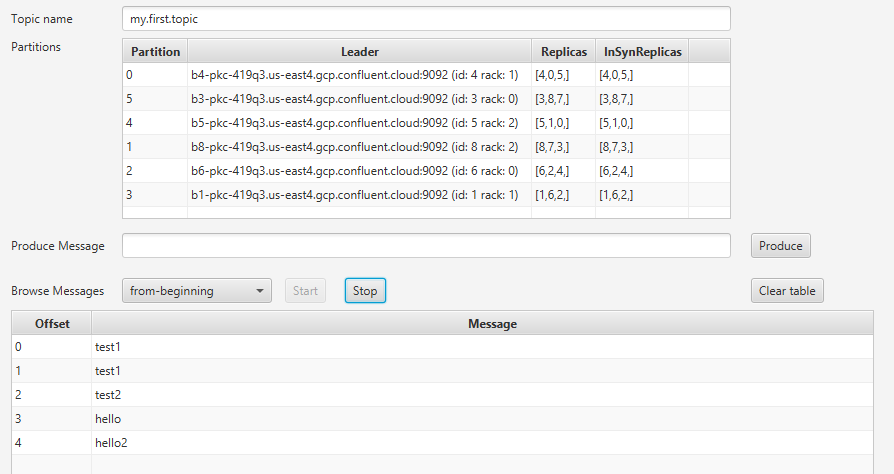 Topic name my.first.topic
Partitions
Partition Leader Replicas InSynReplicas
0 b4-pkc-419q3.us-east4.gcp.confluent.cloud:9092 (id: 4 rack: 1) [4,0,5,] [4,0,5,]
5 b3-pkc-419q3.us-east4.gcp.confluent.cloud:9092 (id: 3 rack: 0) [3,8,7,] [3,8,7,]
4 b5-pkc-419q3.us-east4.gcp.confluent.cloud:9092 (id: 5 rack: 2) [5,1,0,] [5,1,0,]
1 b8-pkc-419q3.us-east4.gcp.confluent.cloud:9092 (id: 8 rack: 2) [8,7,3,] [8,7,3,]
2 b6-pkc-419q3.us-east4.gcp.confluent.cloud:9092 (id: 6 rack: 0) [6,2,4,] [6,2,4,]
3 b1-pkc-419q3.us-east4.gcp.confluent.cloud:9092 (id: 1 rack: 1) [1,6,2,] [1,6,2,]
Produce Message Produce
Browse Messages from-beginning Start Stop Clear table
Offset Message
0 test1
1 test1
2 test2
3 hello
4 hello2